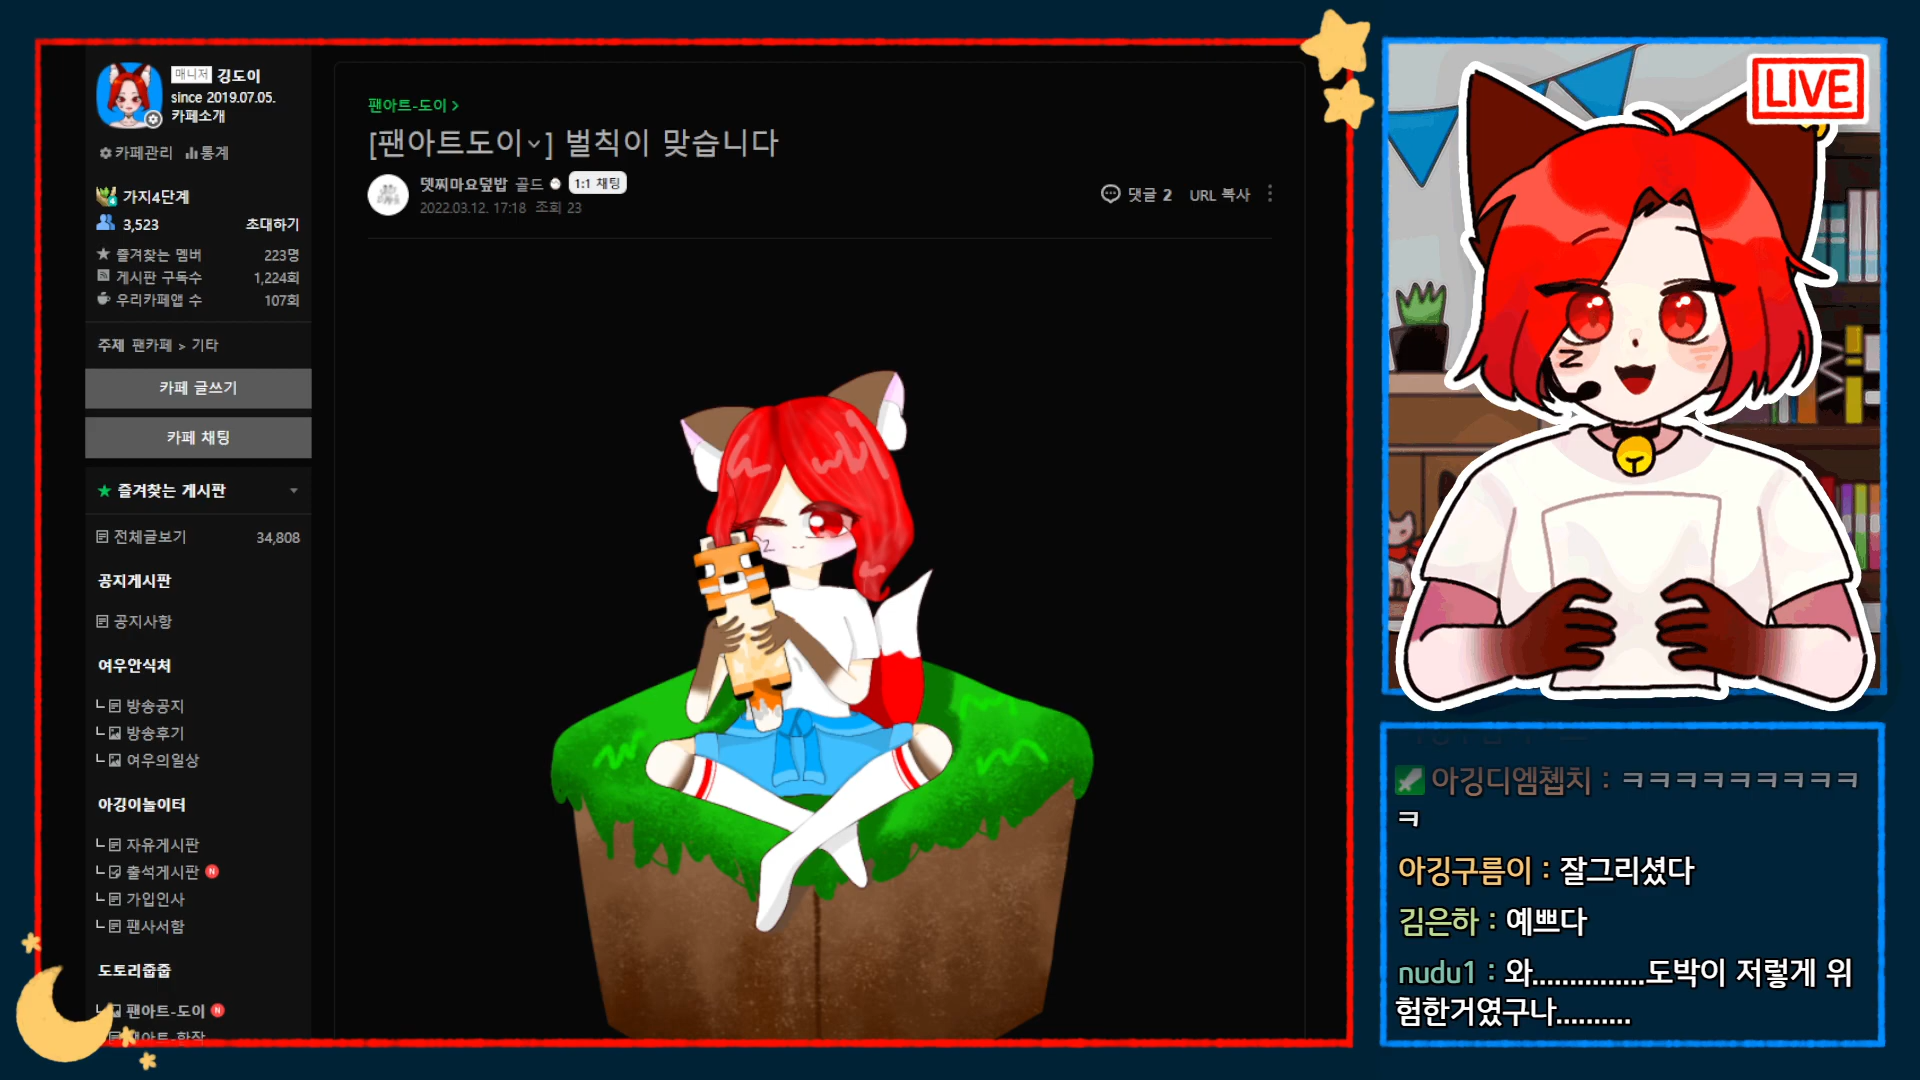 매니저 깅도이
since 2019.07.05.
카페소개
카페관리 통계
가지4단계
3,523 초대하기
즐겨찾는 멤버 223명
게시판 구독수 1,224회
우리카페앱 수 107회
주제 팬카페 > 기타
카페 글쓰기
카페 채팅
즐겨찾는 게시판
전체글보기 34,808
공지게시판
공지사항
여우안식처
방송공지
방송후기
여우의일상
아깅이놀이터
자유게시판
출석게시판 N
가입인사
팬사서함
도토리줍줍
팬아트-도이 N
팬아트-합작
팬아트-도이 >
[팬아트도이] 벌칙이 맞습니다
뎃찌마요덮밥 골드 1:1 채팅
2022.03.12. 17:18 조회 23
댓글 2 URL 복사
LIVE
아깅디엠쳅치 : ㅋㅋㅋㅋㅋㅋㅋㅋㅋ
ㅋ
아깅구름이 : 잘그리셨다
김은하 : 예쁘다
nudu1 : 와...............도박이 저렇게 위
험한거였구나..........